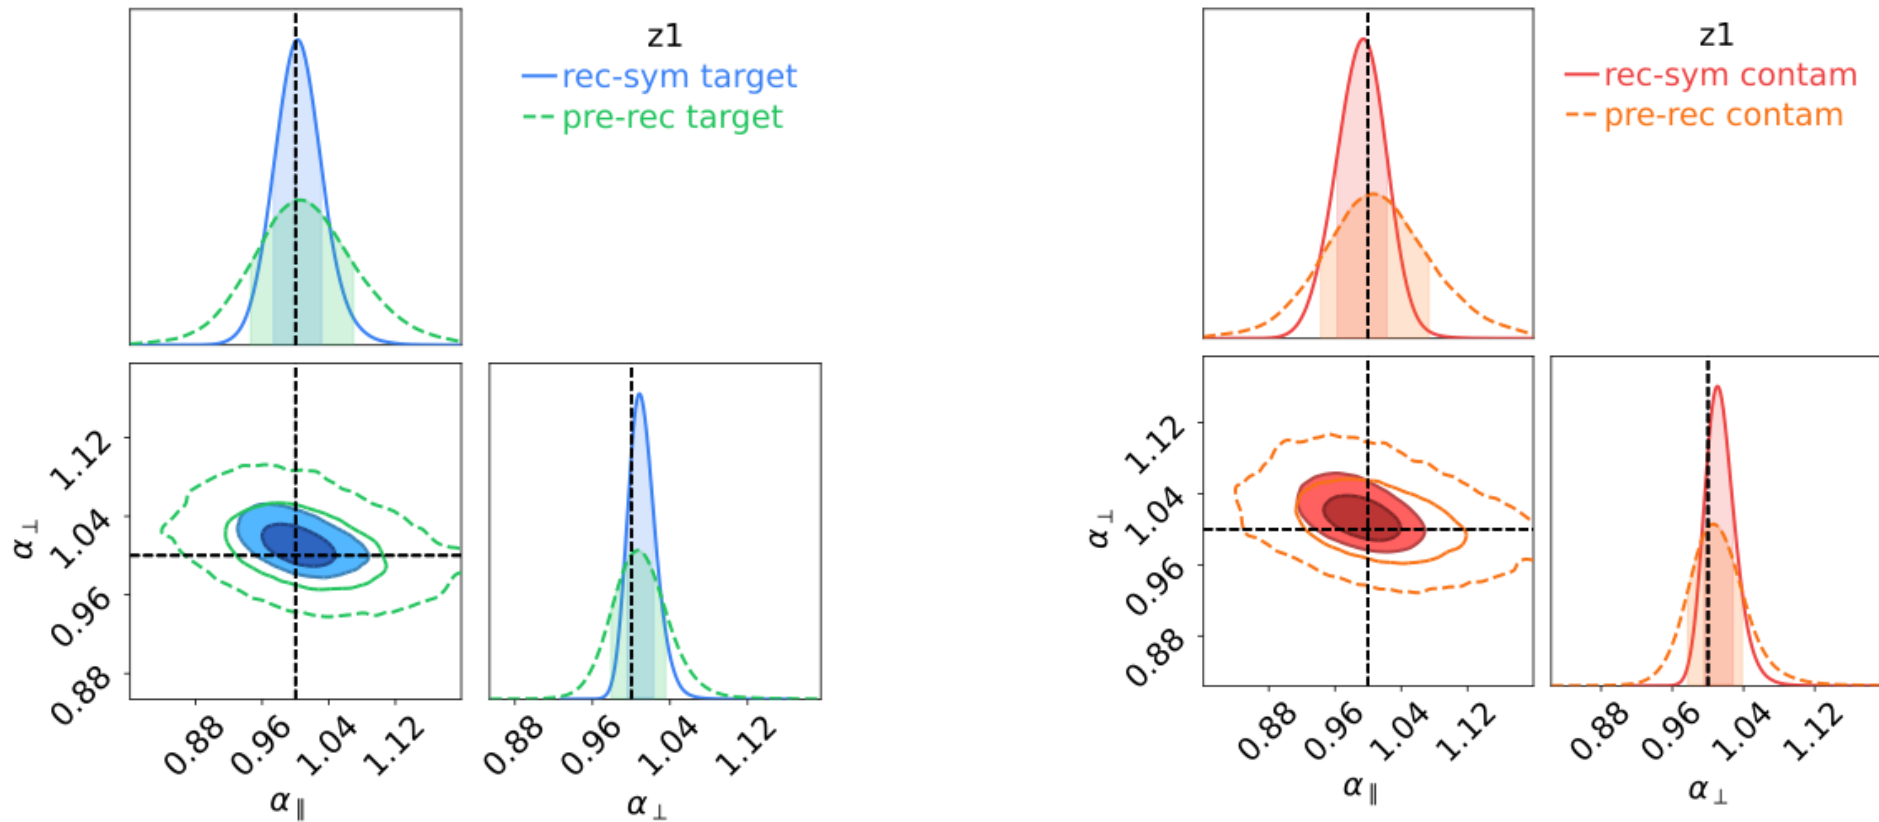 z1
rec-sym target
pre-rec target
α⊥
1.12
1.04
0.96
0.88
0.88
0.96
1.04
1.12
α∥
0.88
0.96
1.04
1.12
α⊥
z1
rec-sym contam
pre-rec contam
α⊥
1.12
1.04
0.96
0.88
0.88
0.96
1.04
1.12
α∥
0.88
0.96
1.04
1.12
α⊥